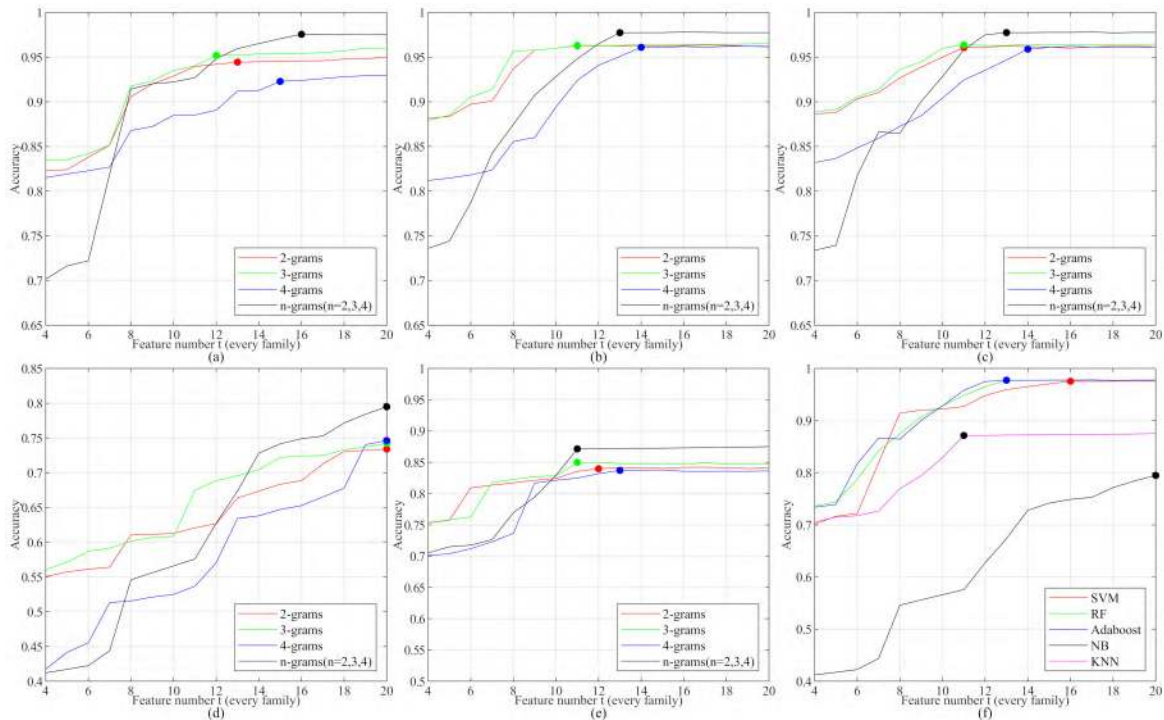 1
0.95
0.9
0.85
0.8
0.75
0.7
0.65
Accuracy
4 6 8 10 12 14 16 18 20
Feature number t (every family)
(a)
2-grams
3-grams
4-grams
n-grams(n=2,3,4)
1
0.95
0.9
0.85
0.8
0.75
0.7
0.65
Accuracy
4 6 8 10 12 14 16 18 20
Feature number t (every family)
(b)
2-grams
3-grams
4-grams
n-grams(n=2,3,4)
1
0.95
0.9
0.85
0.8
0.75
0.7
0.65
Accuracy
4 6 8 10 12 14 16 18 20
Feature number t (every family)
(c)
2-grams
3-grams
4-grams
n-grams(n=2,3,4)
0.85
0.8
0.75
0.7
0.65
0.6
0.55
0.5
0.45
0.4
Accuracy
4 6 8 10 12 14 16 18 20
Feature number t (every family)
(d)
2-grams
3-grams
4-grams
n-grams(n=2,3,4)
1
0.95
0.9
0.85
0.8
0.75
0.7
0.65
0.6
0.55
0.5
Accuracy
4 6 8 10 12 14 16 18 20
Feature number t (every family)
(e)
2-grams
3-grams
4-grams
n-grams(n=2,3,4)
1
0.9
0.8
0.7
0.6
0.5
0.4
Accuracy
4 6 8 10 12 14 16 18 20
Feature number t (every family)
(f)
SVM
RF
Adaboost
NB
KNN